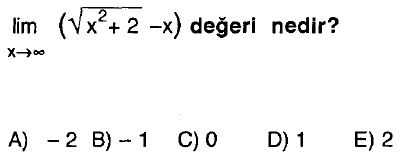 lim (√x²+ 2 −x) değeri nedir?
x→∞
A) − 2 B) − 1 C) 0 D) 1 E) 2